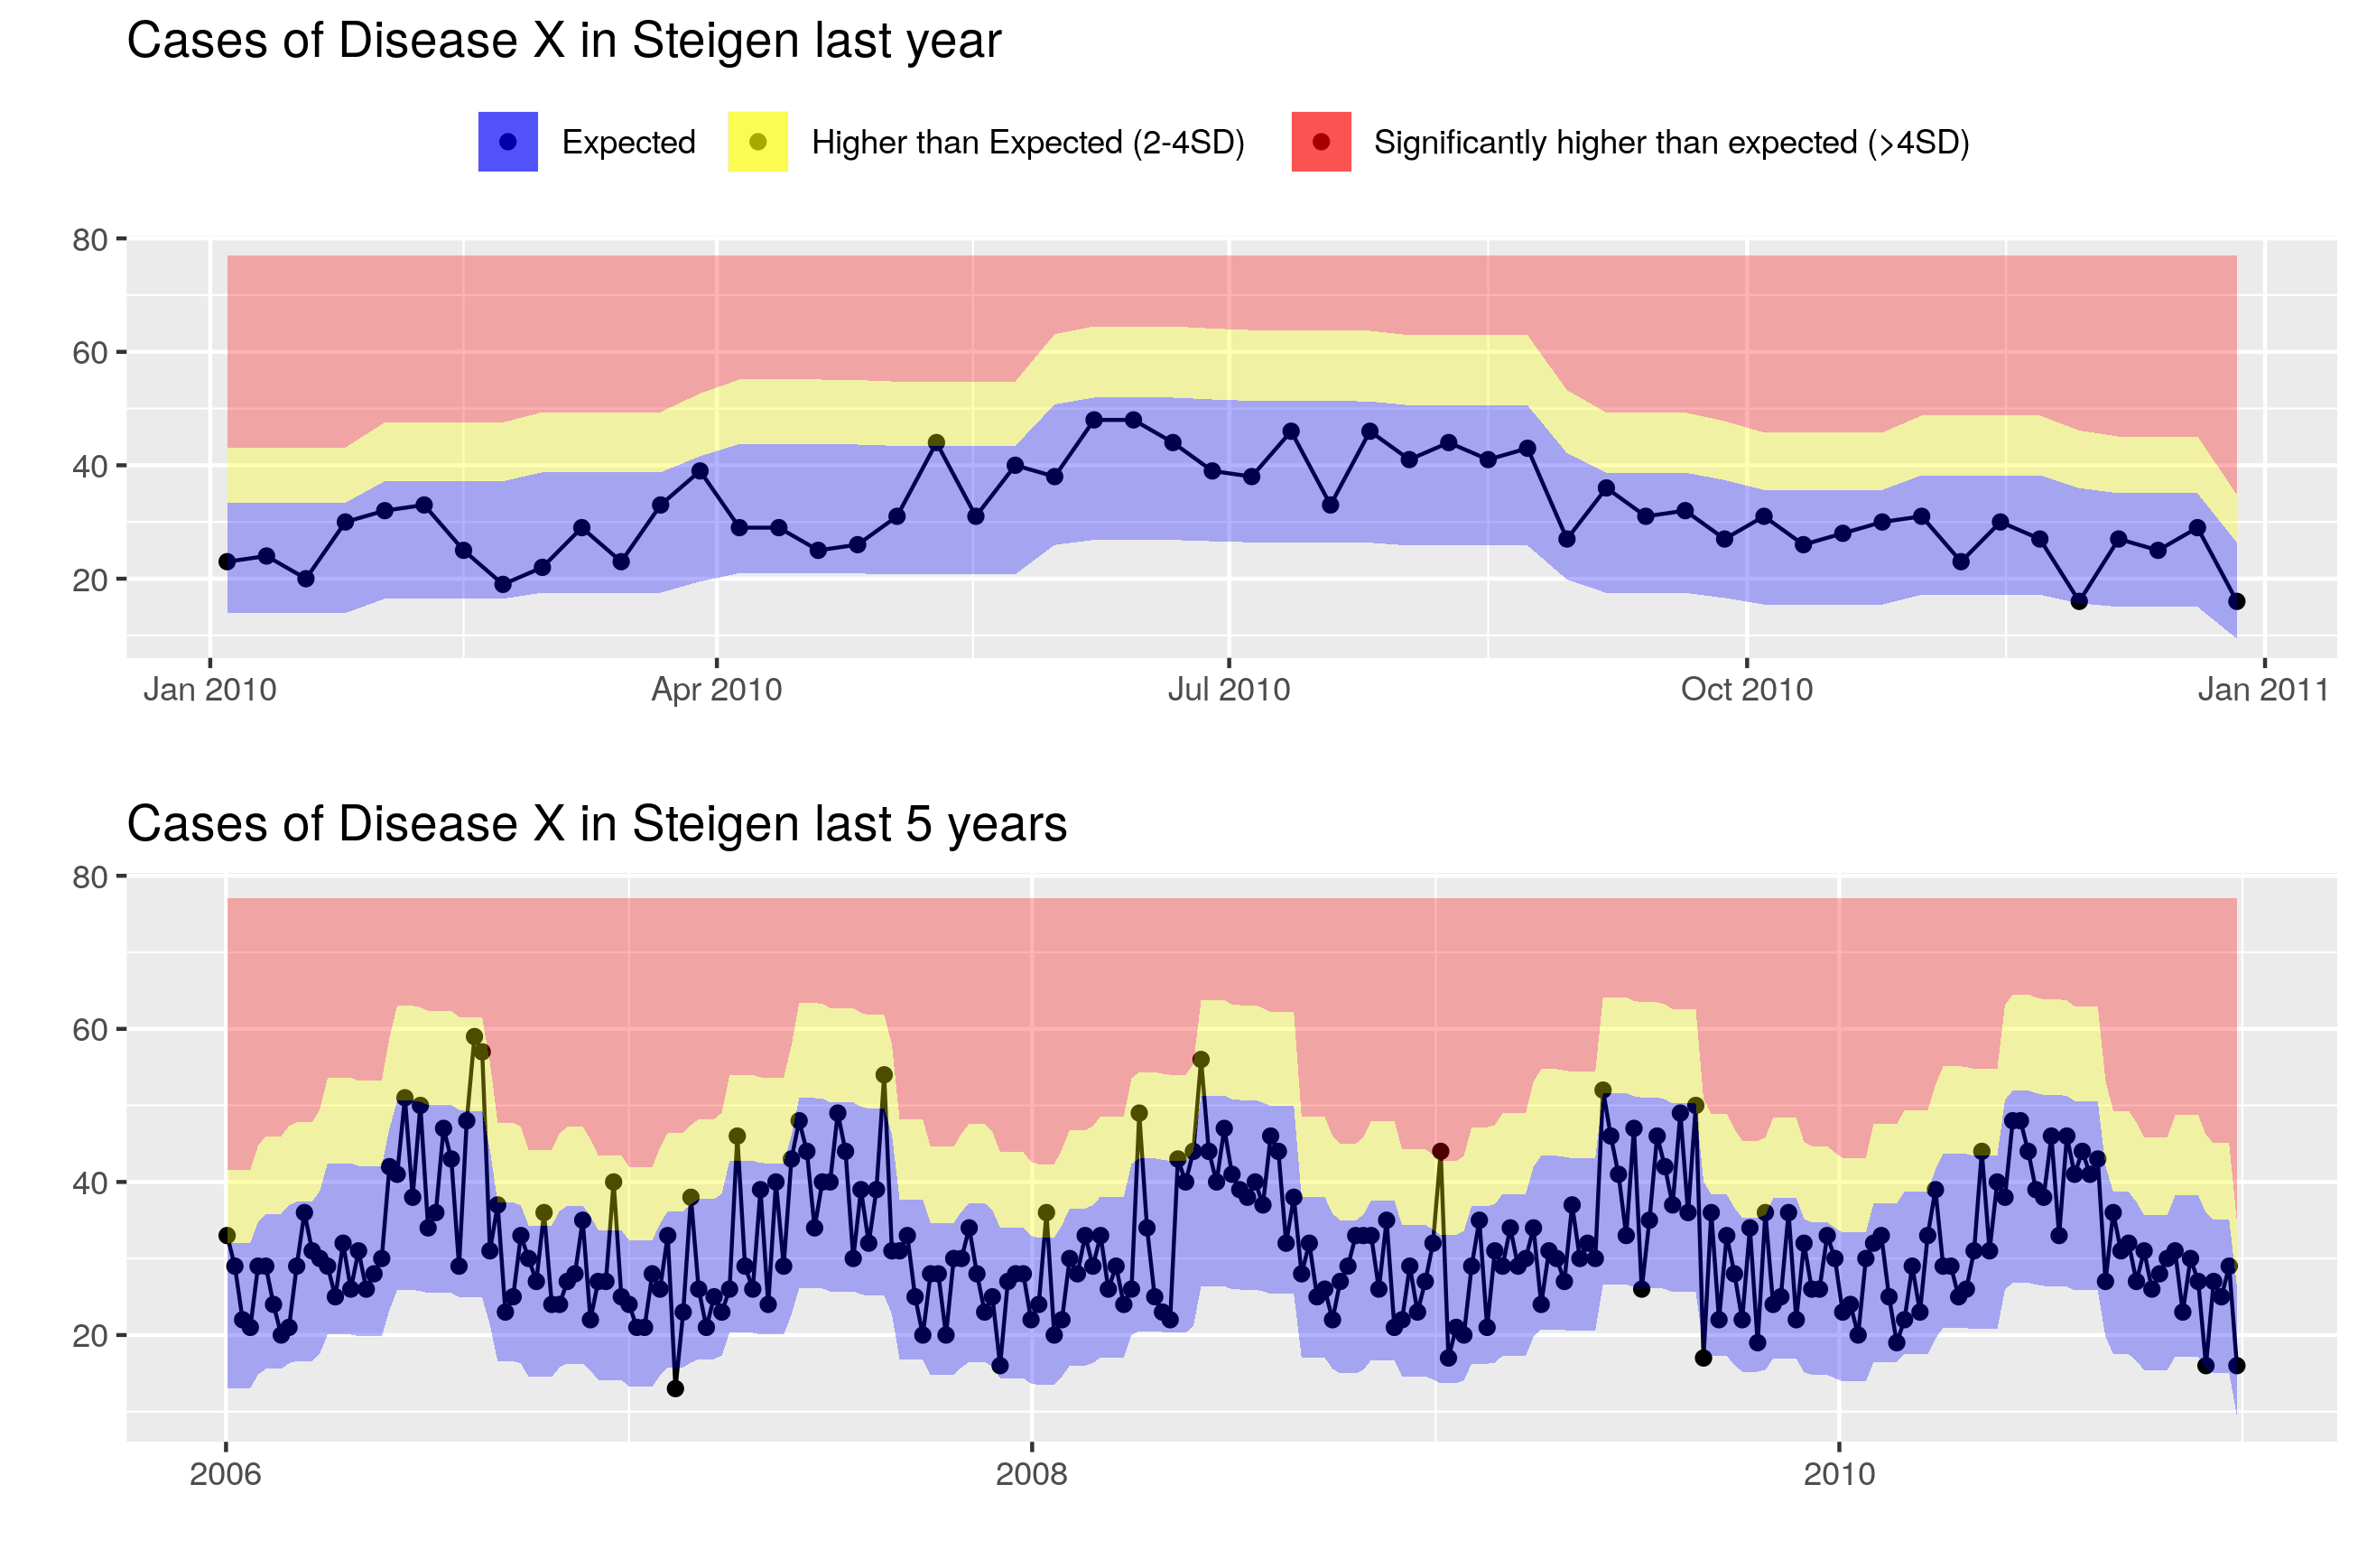 Cases of Disease X in Steigen last year
Expected Higher than Expected (2-4SD) Significantly higher than expected (>4SD)
80
60
40
20
Jan 2010 Apr 2010 Jul 2010 Oct 2010 Jan 2011
Cases of Disease X in Steigen last 5 years
80
60
40
20
2006 2008 2010